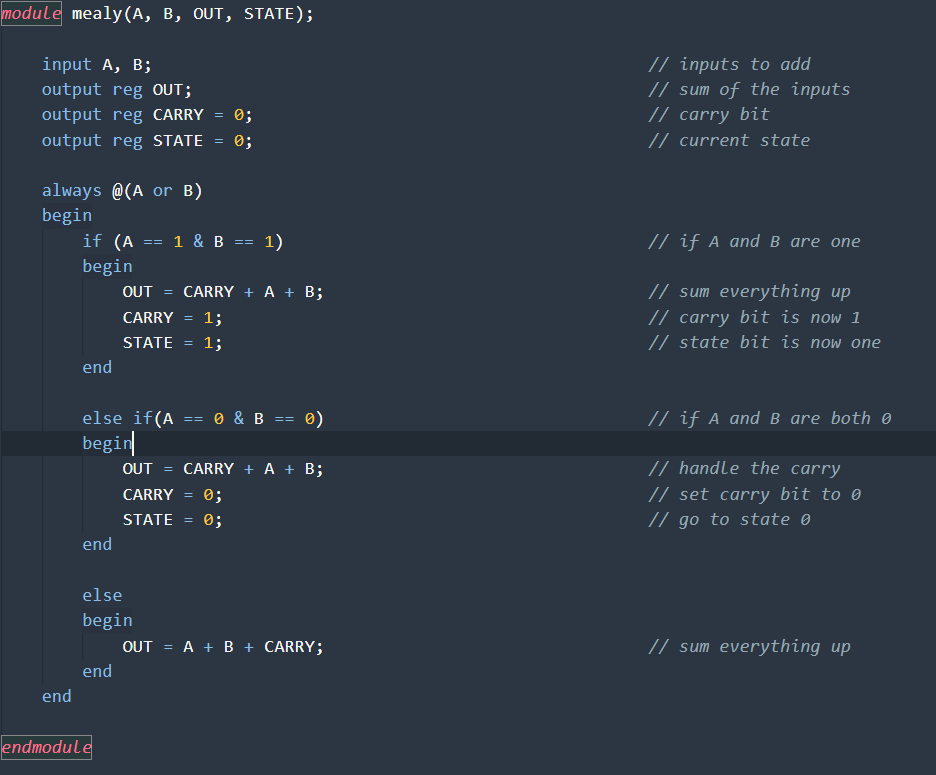 module mealy(A, B, OUT, STATE);
    input A, B; // inputs to add
    output reg OUT; // sum of the inputs
    output reg CARRY = 0; // carry bit
    output reg STATE = 0; // current state
    always @(A or B)
    begin
        if (A == 1 & B == 1) // if A and B are one
        begin
            OUT = CARRY + A + B; // sum everything up
            CARRY = 1; // carry bit is now 1
            STATE = 1; // state bit is now one
        end
        else if(A == 0 & B == 0) // if A and B are both 0
        begin
            OUT = CARRY + A + B; // handle the carry
            CARRY = 0; // set carry bit to 0
            STATE = 0; // go to state 0
        end
        else
        begin
            OUT = A + B + CARRY; // sum everything up
        end
    end
endmodule